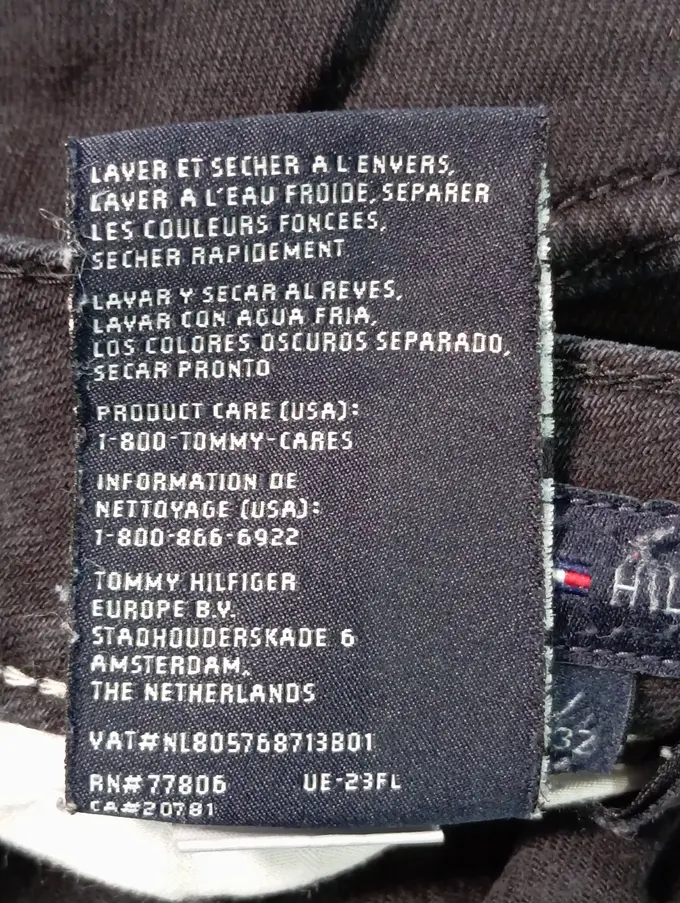 LAVER ET SECHER A L'ENVERS,
LAVER A L'EAU FROIDE, SEPARER
LES COULEURS FONCEES,
SECHER RAPIDEMENT
LAVAR Y SECAR AL REVES,
LAVAR CON AGUA FRIA,
LOS COLORES OSCUROS SEPARADO,
SECAR PRONTO
PRODUCT CARE (USA):
1-800-TOMMY-CARES
INFORMATION DE
NETTOYAGE (USA):
1-800-866-6922
TOMMY HILFIGER
EUROPE B.V.
STADHOUDERSKADE 6
AMSTERDAM,
THE NETHERLANDS
VAT#NL805768713B01
RN#77806 UE-23FL
CA#20781
HIL
32